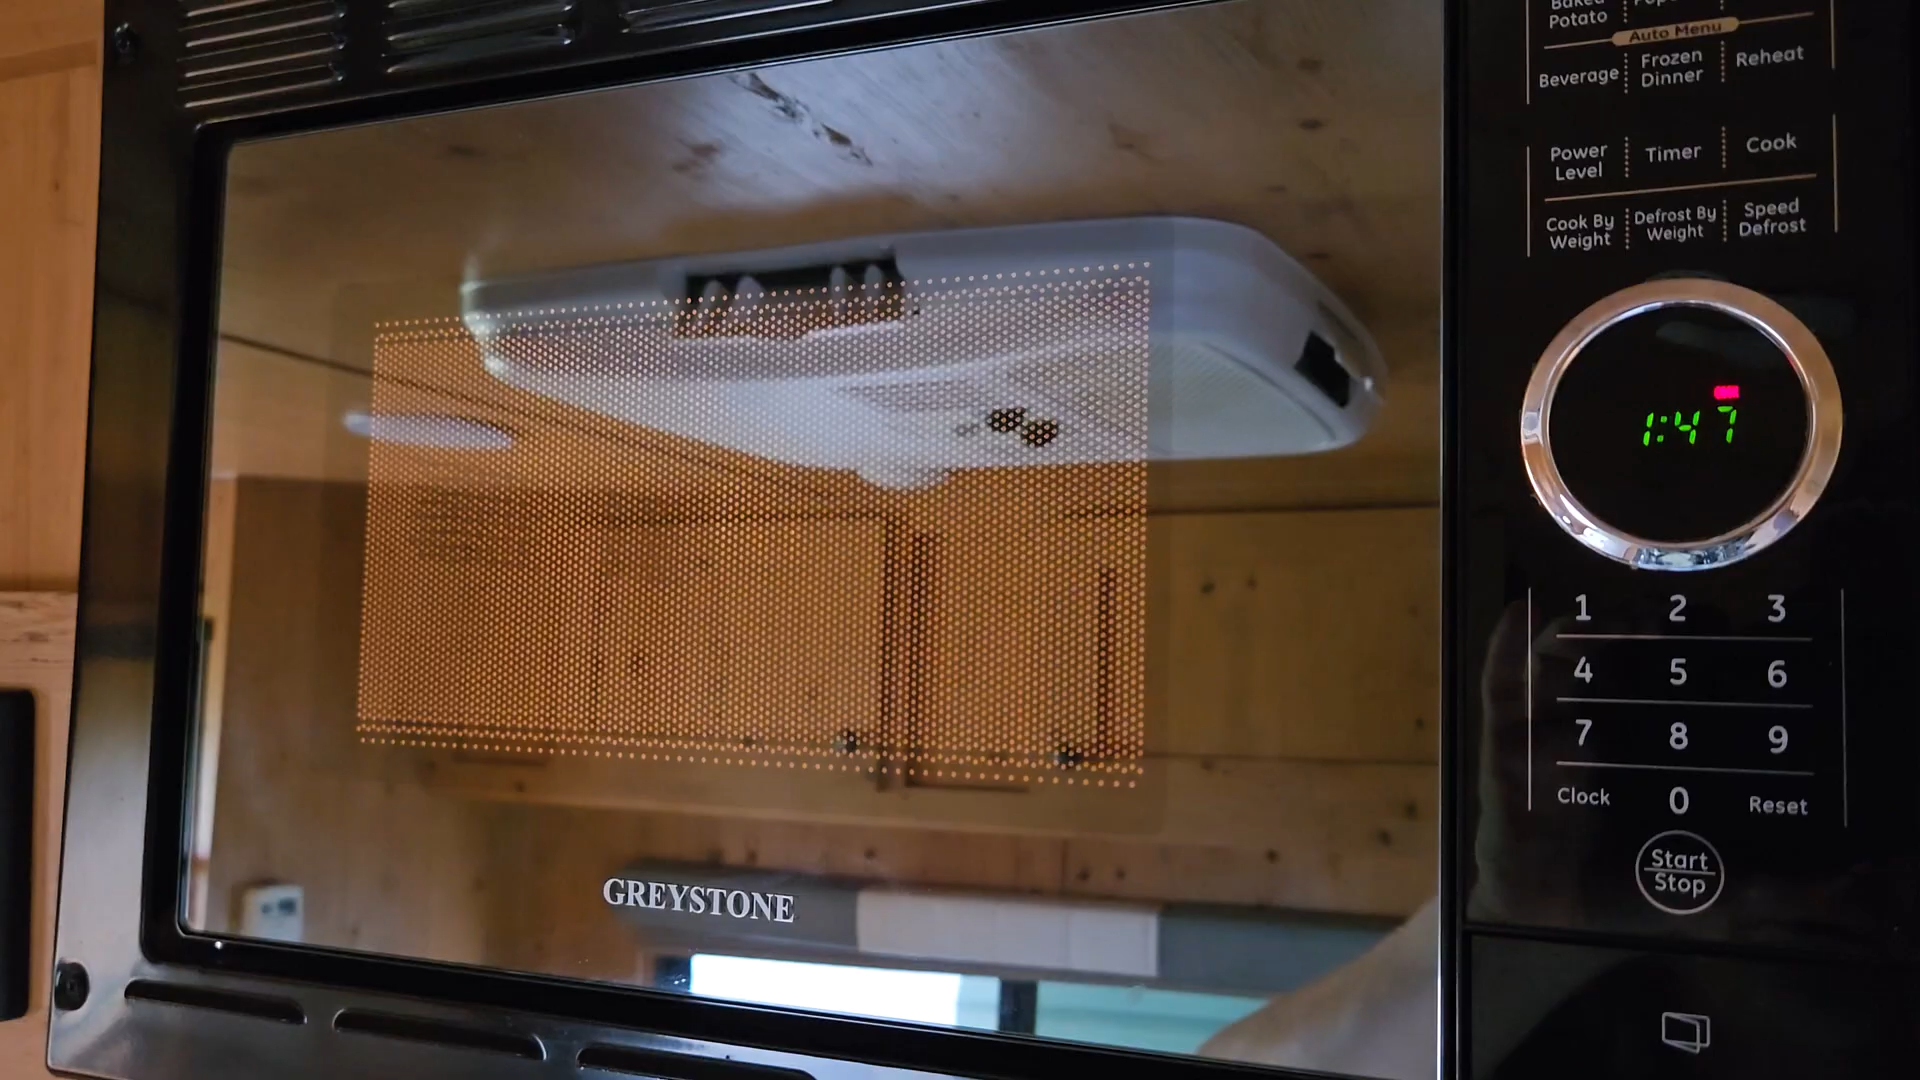 Baked
Potato
Auto Menu
Beverage
Frozen
Dinner
Reheat
Power
Level
Timer
Cook
Cook By
Weight
Defrost By
Weight
Speed
Defrost
1:47
1 2 3
4 5 6
7 8 9
Clock 0 Reset
Start
Stop
GREYSTONE